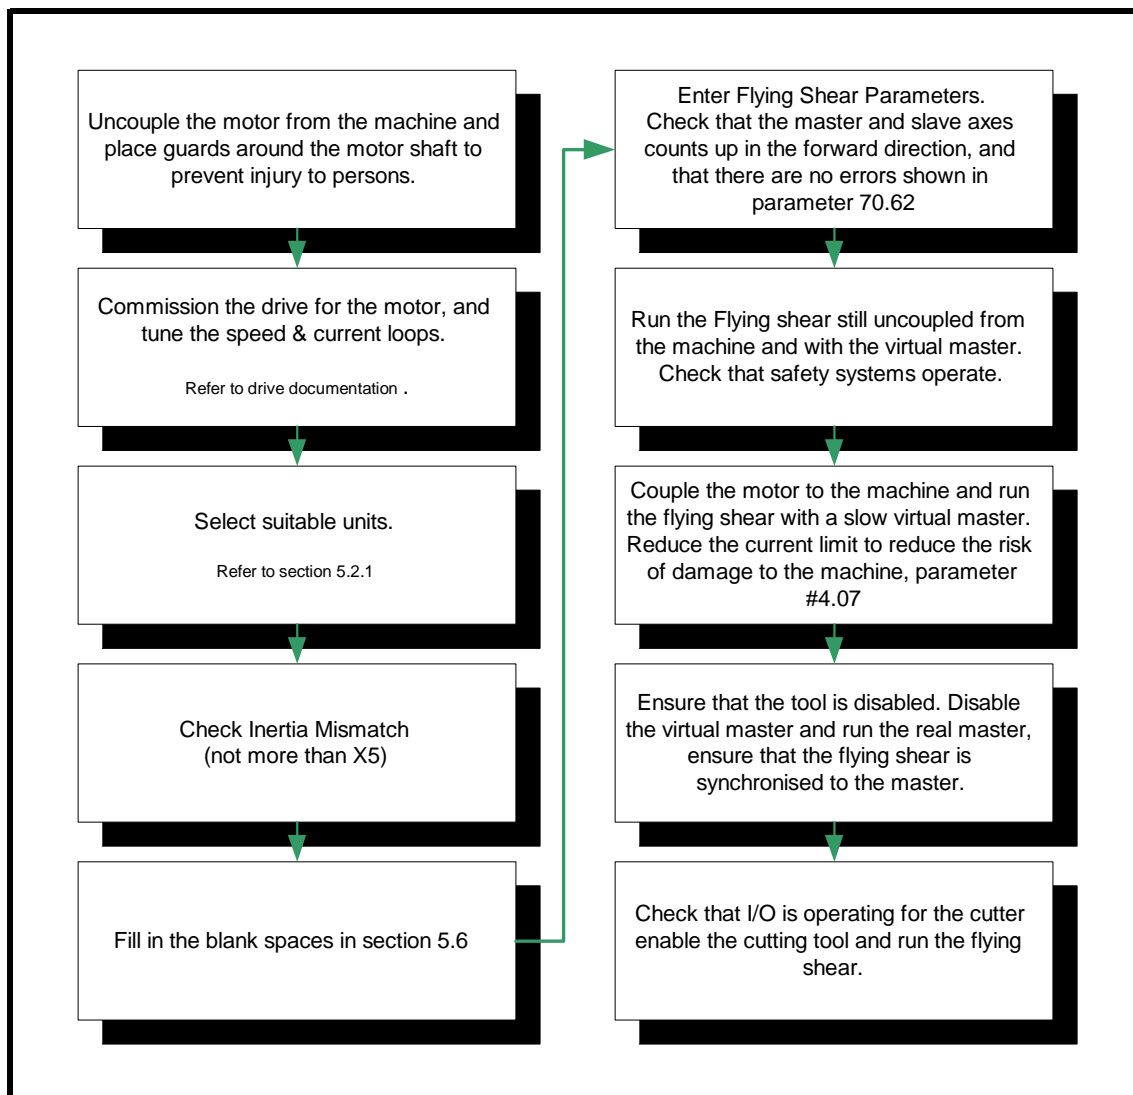 Uncouple the motor from the machine and
place guards around the motor shaft to
prevent injury to persons.
Commission the drive for the motor, and
tune the speed & current loops.
Refer to drive documentation .
Select suitable units.
Refer to section 5.2.1
Check Inertia Mismatch
(not more than X5)
Fill in the blank spaces in section 5.6
Enter Flying Shear Parameters.
Check that the master and slave axes
counts up in the forward direction, and
that there are no errors shown in
parameter 70.62
Run the Flying shear still uncoupled from
the machine and with the virtual master.
Check that safety systems operate.
Couple the motor to the machine and run
the flying shear with a slow virtual master.
Reduce the current limit to reduce the risk
of damage to the machine, parameter
#4.07
Ensure that the tool is disabled. Disable
the virtual master and run the real master,
ensure that the flying shear is
synchronised to the master.
Check that I/O is operating for the cutter
enable the cutting tool and run the flying
shear.